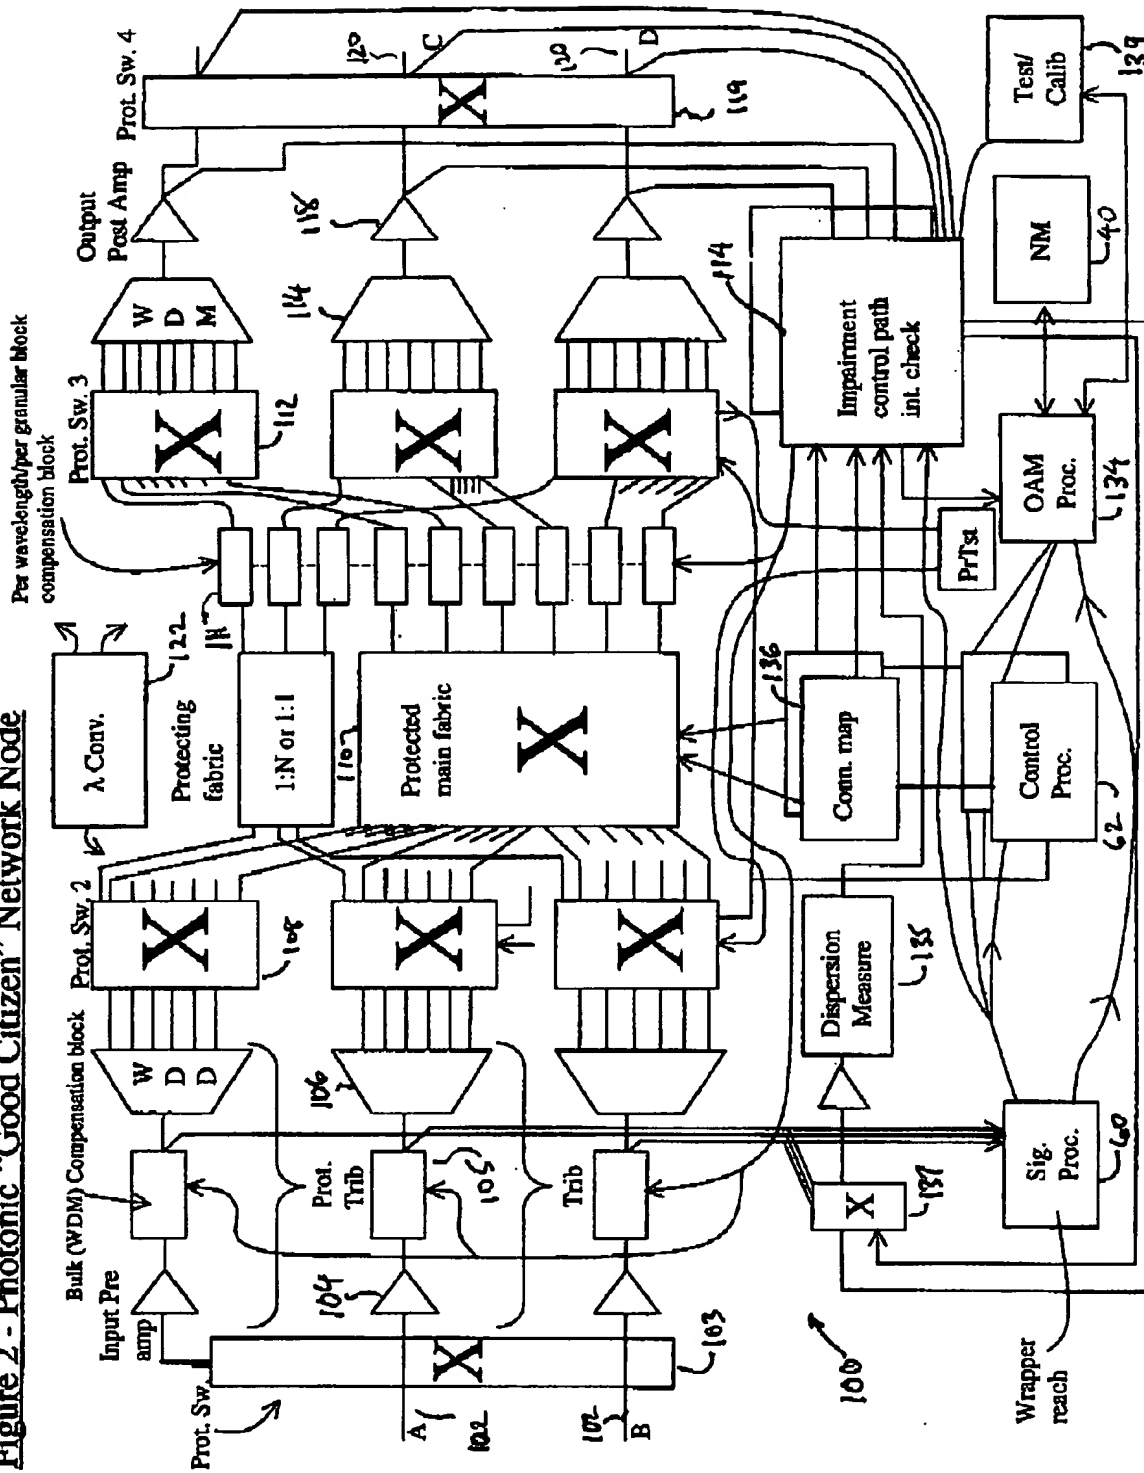 Figure 2 - Photonic "Good Citizen" Network Node
Per wavelength/per granular block
compensation block
Bulk (WDM) Compensation block
Input Pre
amp
Prot. Sw.
Prot. Sw. 2
Prot. Sw. 3
Prot. Sw. 4
Output
Post Amp
λ Conv.
122
Protecting
fabric
1:N or 1:1
110
Protected
main fabric
X
W
D
D
X
108
X
112
W
D
M
Prot.
Trib
Trib
A
102
102
B
X
103
104
105
106
X
X
X
X
114
118
X
119
120
C
120
D
100
Wrapper
reach
Sig.
Proc.
60
X
137
Dispersion
Measure
135
Conn. map
136
Control
Proc.
62
PrTst
Impairment
control path
int. check
114
OAM
Proc.
134
NM
40
Test/
Calib
139